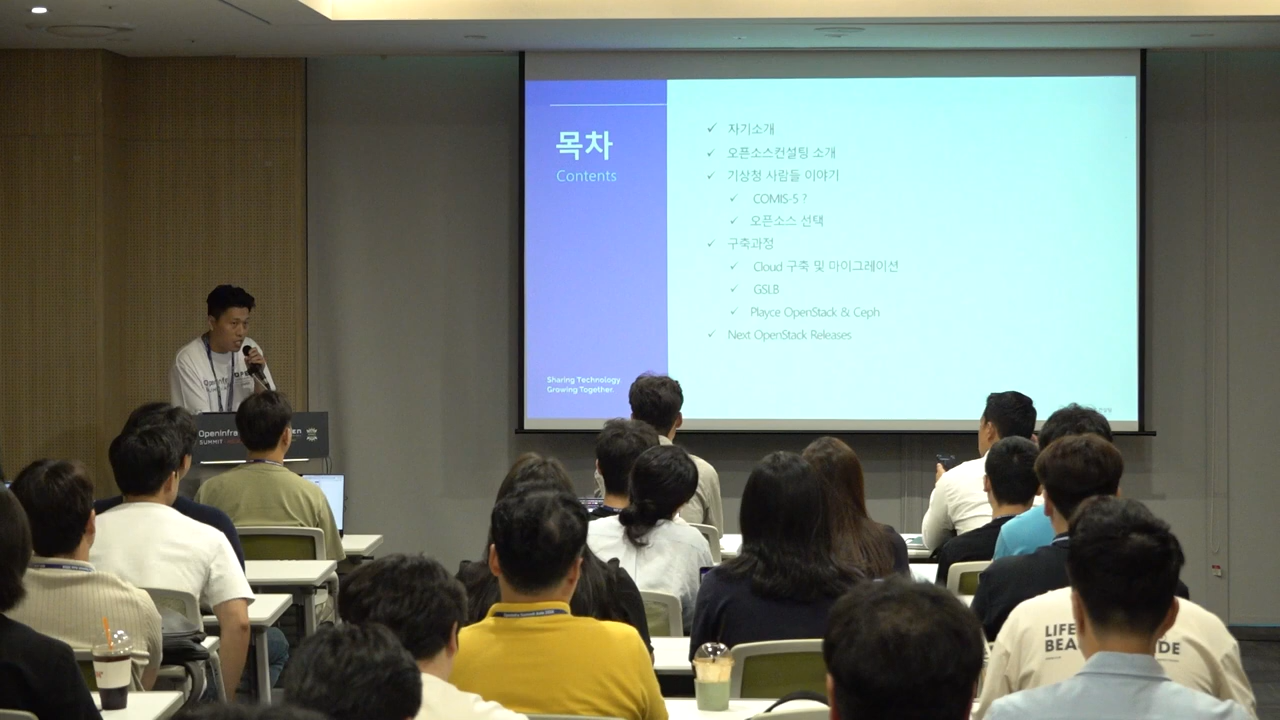 목차
Contents
자기소개
오픈소스컨설팅 소개
기상청 사람들 이야기
COMIS-5 ?
오픈소스 선택
구축과정
Cloud 구축 및 마이그레이션
GSLB
Playce OpenStack & Ceph
Next OpenStack Releases
Sharing Technology
Growing Together.
OpenInfra
SUMMIT
LIFE
BEA
IDE